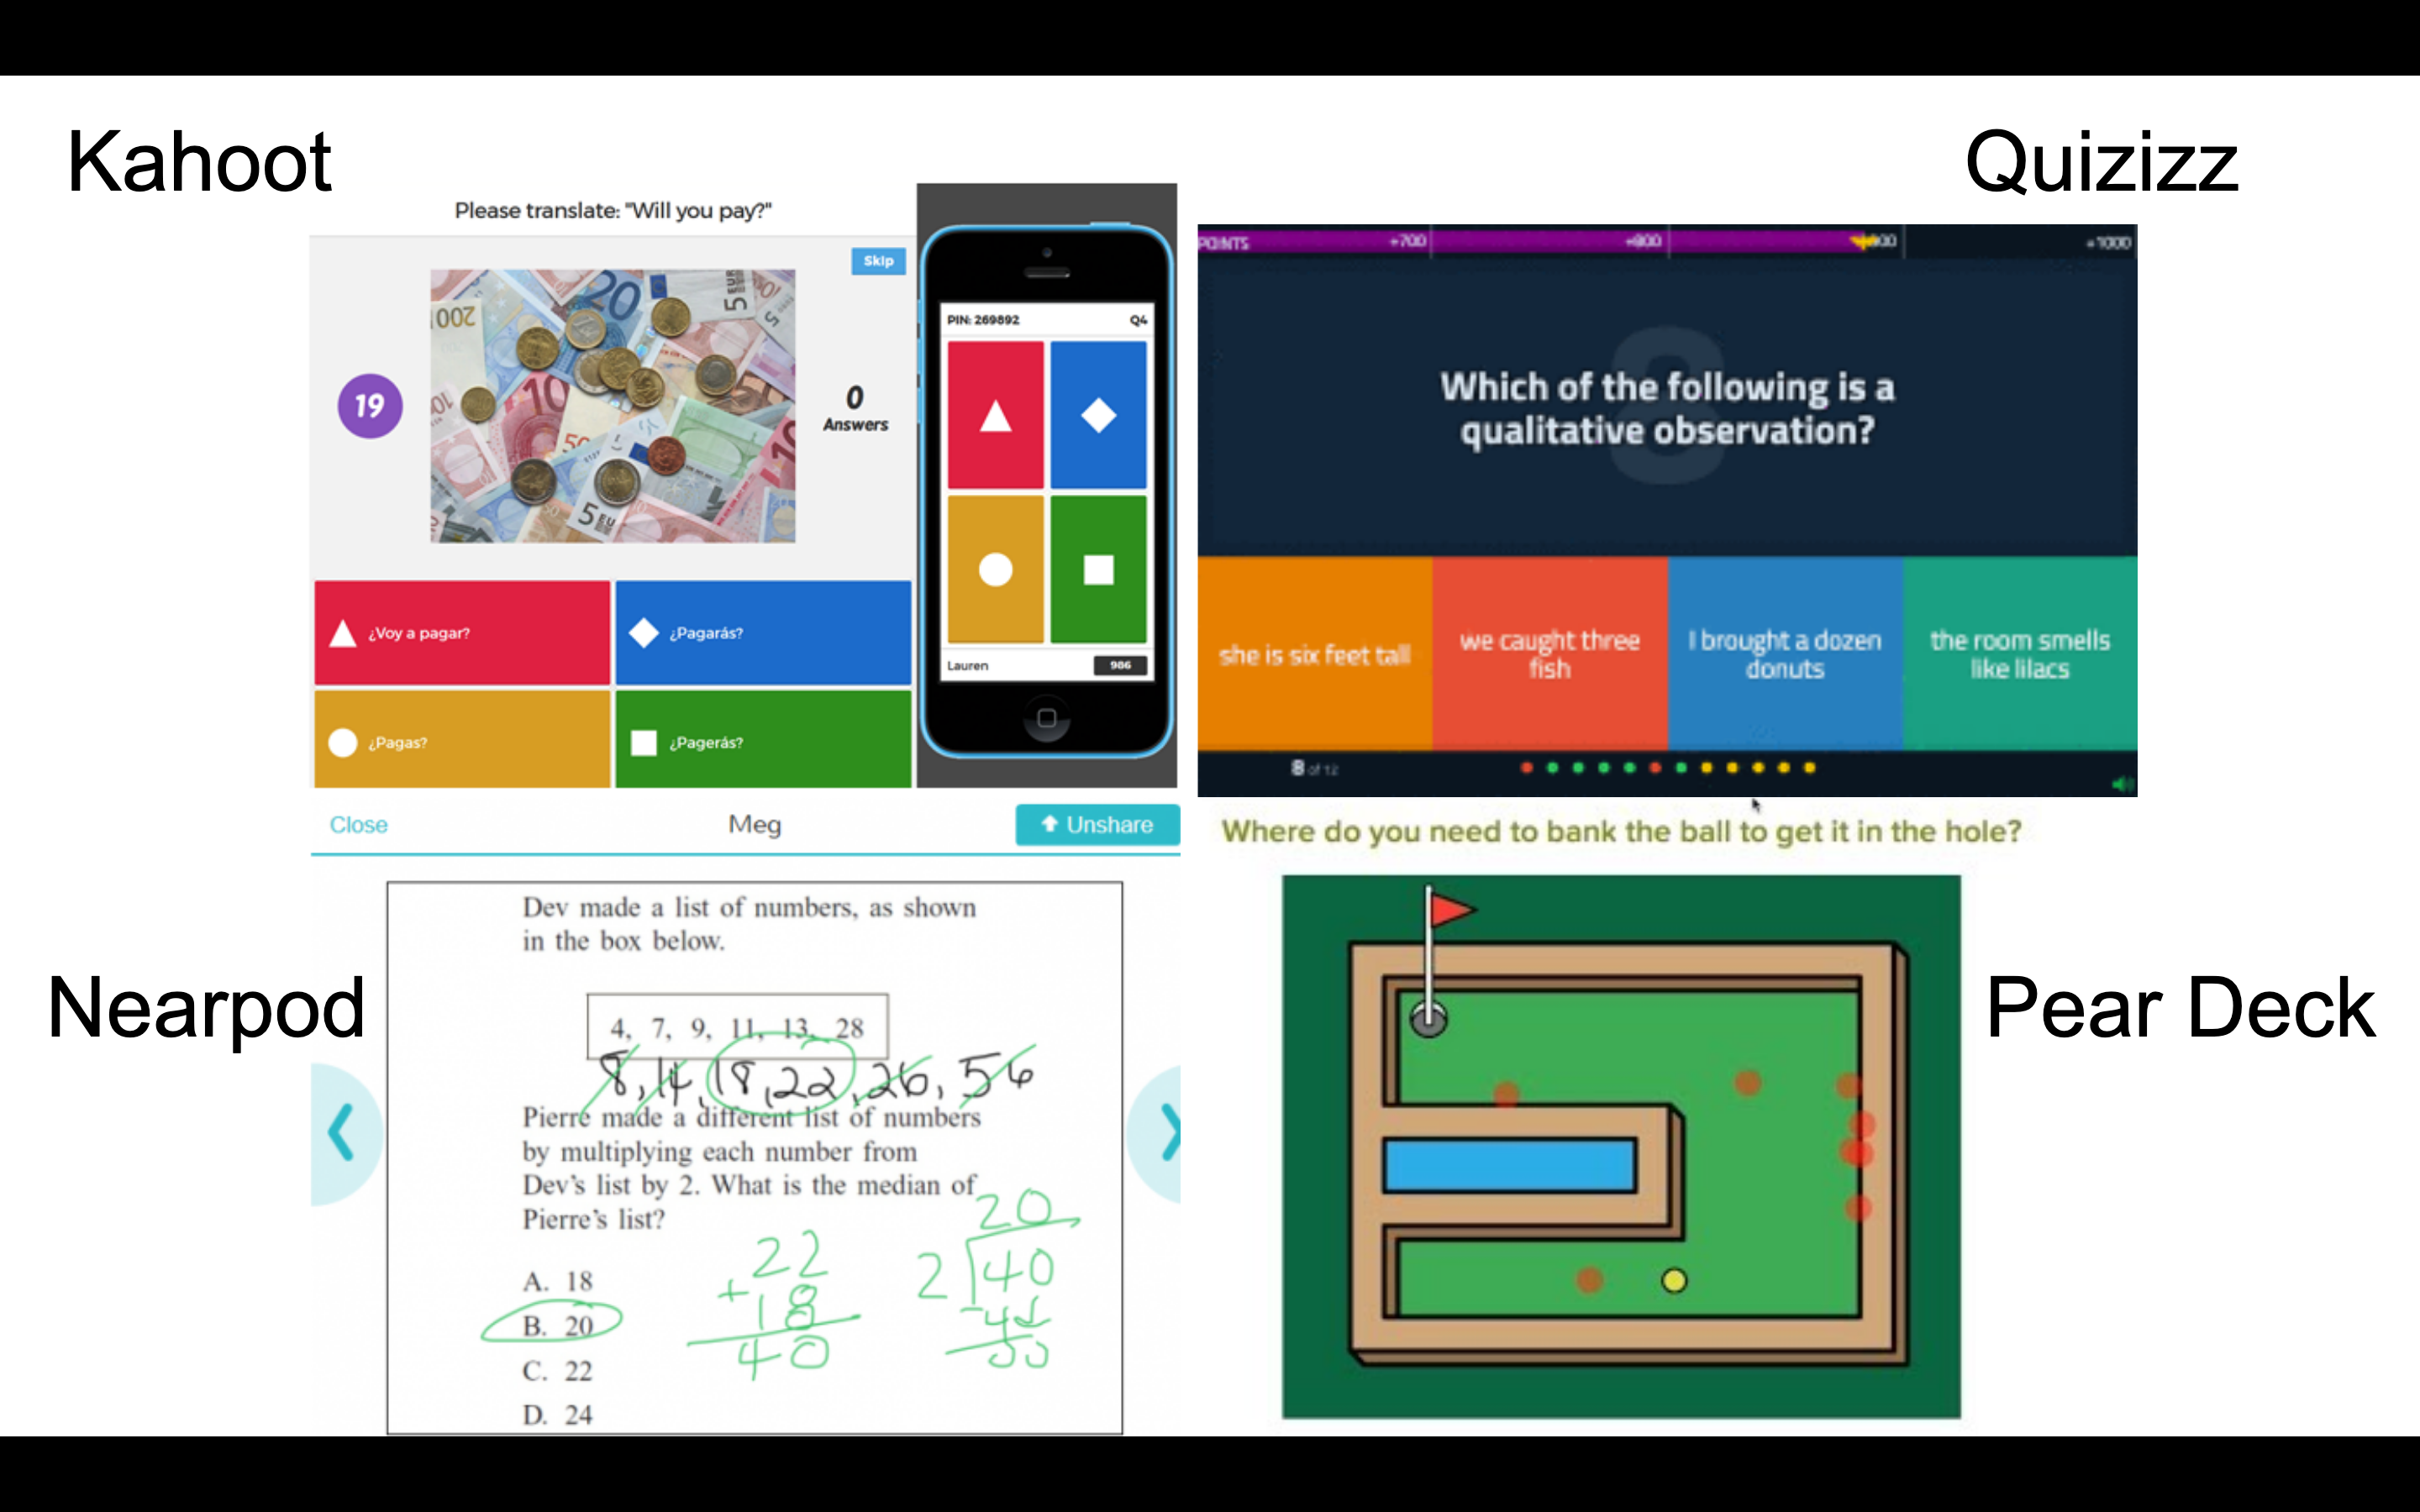 Kahoot
Quizizz
Please translate: "Will you pay?"
Skip
19
0
Answers
PIN: 269892 Q4
Lauren 986
¿Voy a pagar?
¿Pagarás?
¿Pagas?
¿Pagerás?
POINTS +700 +800 +1000
8
Which of the following is a
qualitative observation?
she is six feet tall
we caught three
fish
I brought a dozen
donuts
the room smells
like lilacs
8 of 12
Nearpod
Close Meg Unshare
Dev made a list of numbers, as shown
in the box below.
4, 7, 9, 11, 13, 28
8, 14, 18, 22, 26, 56
Pierre made a different list of numbers
by multiplying each number from
Dev's list by 2. What is the median of
Pierre's list?
A. 18
B. 20
C. 22
D. 24
22
+18
40
20
2 40
Pear Deck
Where do you need to bank the ball to get it in the hole?